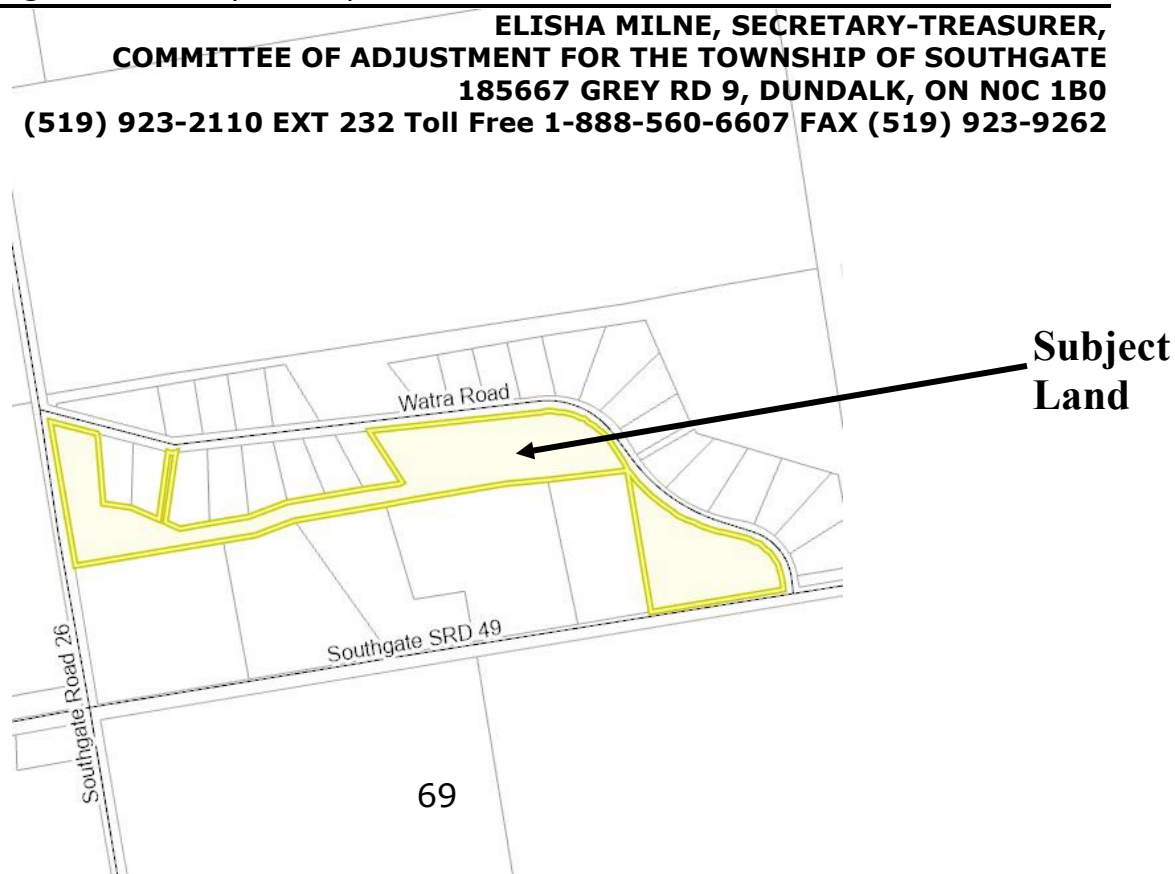 ELISHA MILNE, SECRETARY-TREASURER,
COMMITTEE OF ADJUSTMENT FOR THE TOWNSHIP OF SOUTHGATE
185667 GREY RD 9, DUNDALK, ON N0C 1B0
(519) 923-2110 EXT 232 Toll Free 1-888-560-6607 FAX (519) 923-9262
Subject
Land
Watra Road
Southgate SRD 49
Southgate Road 26
69